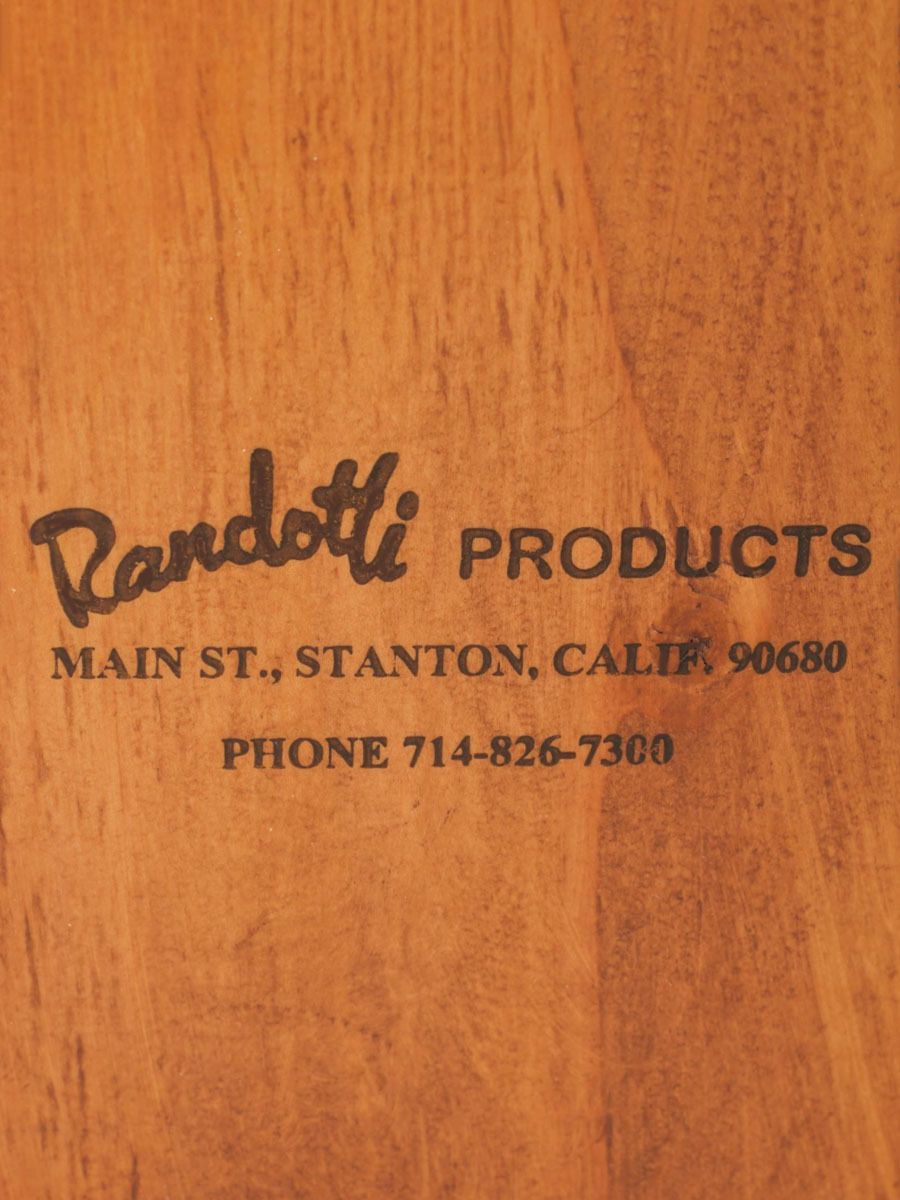 Randotti PRODUCTS
MAIN ST., STANTON, CALIF. 90680
PHONE 714-826-7300